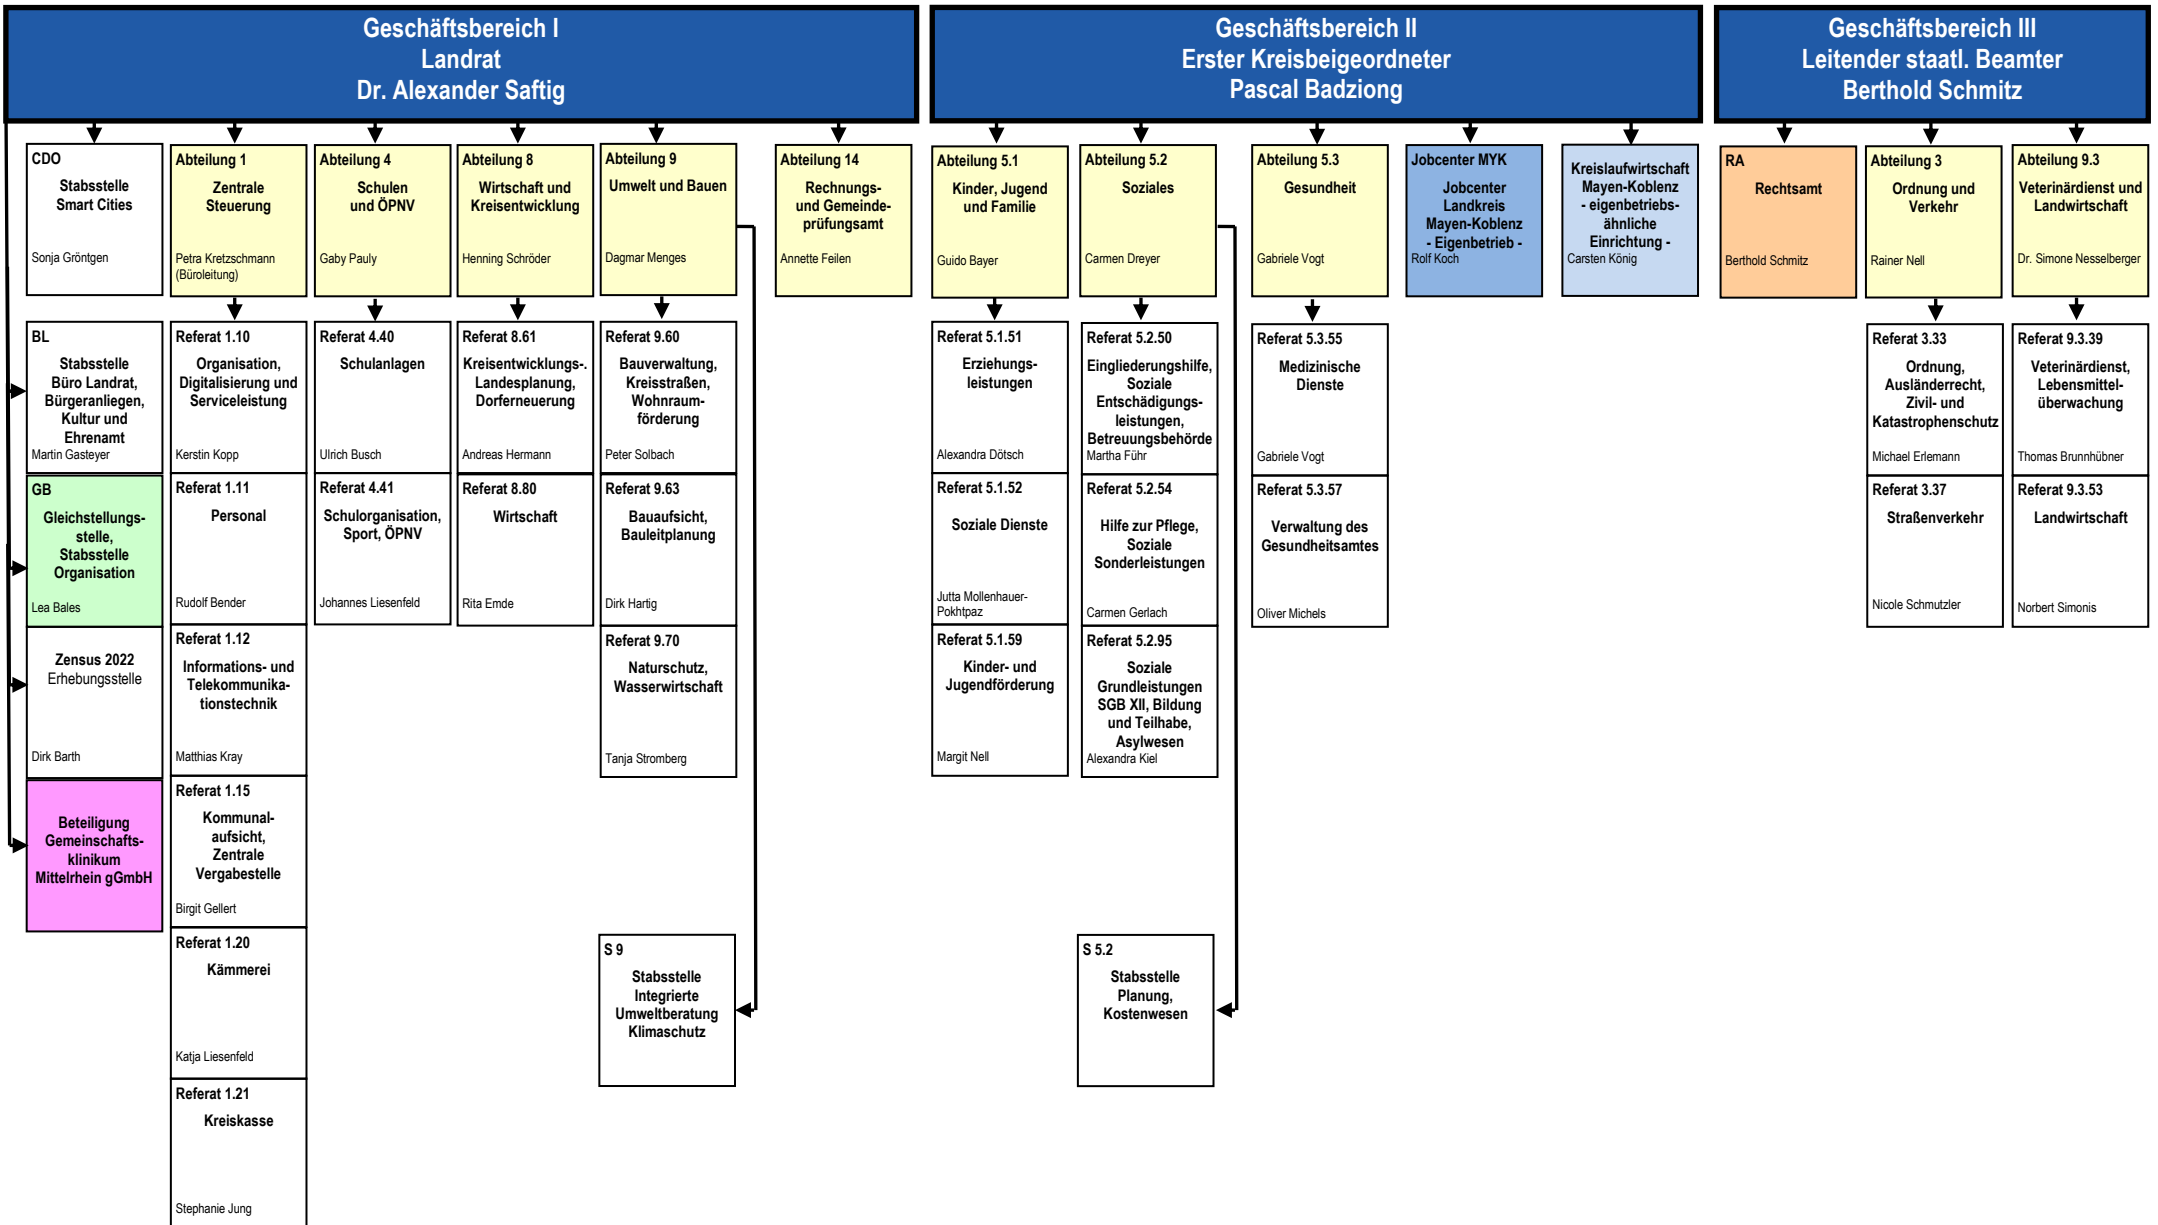 Geschäftsbereich I
Landrat
Dr. Alexander Saftig
Geschäftsbereich II
Erster Kreisbeigeordneter
Pascal Badziong
Geschäftsbereich III
Leitender staatl. Beamter
Berthold Schmitz
CDO
Stabsstelle
Smart Cities
Sonja Gröntgen
Abteilung 1
Zentrale
Steuerung
Petra Kretzschmann
(Büroleitung)
Abteilung 4
Schulen
und ÖPNV
Gaby Pauly
Abteilung 8
Wirtschaft und
Kreisentwicklung
Henning Schröder
Abteilung 9
Umwelt und Bauen
Dagmar Menges
Abteilung 14
Rechnungs-
und Gemeinde-
prüfungsamt
Annette Feilen
Abteilung 5.1
Kinder, Jugend
und Familie
Guido Bayer
Abteilung 5.2
Soziales
Carmen Dreyer
Abteilung 5.3
Gesundheit
Gabriele Vogt
Jobcenter MYK
Jobcenter
Landkreis
Mayen-Koblenz
- Eigenbetrieb -
Rolf Koch
Kreislaufwirtschaft
Mayen-Koblenz
- eigenbetriebs-
ähnliche
Einrichtung -
Carsten König
RA
Rechtsamt
Berthold Schmitz
Abteilung 3
Ordnung und
Verkehr
Rainer Nell
Abteilung 9.3
Veterinärdienst und
Landwirtschaft
Dr. Simone Nesselberger
BL
Stabsstelle
Büro Landrat,
Bürgeranliegen,
Kultur und
Ehrenamt
Martin Gasteyer
Referat 1.10
Organisation,
Digitalisierung und
Serviceleistung
Kerstin Kopp
Referat 4.40
Schulanlagen
Ulrich Busch
Referat 8.61
Kreisentwicklungs-.
Landesplanung,
Dorferneuerung
Andreas Hermann
Referat 9.60
Bauverwaltung,
Kreisstraßen,
Wohnraum-
förderung
Peter Solbach
Referat 5.1.51
Erziehungs-
leistungen
Alexandra Dötsch
Referat 5.2.50
Eingliederungshilfe,
Soziale
Entschädigungs-
leistungen,
Betreuungsbehörde
Martha Führ
Referat 5.3.55
Medizinische
Dienste
Gabriele Vogt
Referat 3.33
Ordnung,
Ausländerrecht,
Zivil- und
Katastrophenschutz
Michael Erlemann
Referat 9.3.39
Veterinärdienst,
Lebensmittel-
überwachung
Thomas Brunnhübner
GB
Gleichstellungs-
stelle,
Stabsstelle
Organisation
Lea Bales
Referat 1.11
Personal
Rudolf Bender
Referat 4.41
Schulorganisation,
Sport, ÖPNV
Johannes Liesenfeld
Referat 8.80
Wirtschaft
Rita Emde
Referat 9.63
Bauaufsicht,
Bauleitplanung
Dirk Hartig
Referat 5.1.52
Soziale Dienste
Jutta Mollenhauer-
Pokhtpaz
Referat 5.2.54
Hilfe zur Pflege,
Soziale
Sonderleistungen
Carmen Gerlach
Referat 5.3.57
Verwaltung des
Gesundheitsamtes
Oliver Michels
Referat 3.37
Straßenverkehr
Nicole Schmutzler
Referat 9.3.53
Landwirtschaft
Norbert Simonis
Zensus 2022
Erhebungsstelle
Dirk Barth
Referat 1.12
Informations- und
Telekommunika-
tionstechnik
Matthias Kray
Referat 9.70
Naturschutz,
Wasserwirtschaft
Tanja Stromberg
Referat 5.1.59
Kinder- und
Jugendförderung
Margit Nell
Referat 5.2.95
Soziale
Grundleistungen
SGB XII, Bildung
und Teilhabe,
Asylwesen
Alexandra Kiel
Beteiligung
Gemeinschafts-
klinikum
Mittelrhein gGmbH
Referat 1.15
Kommunal-
aufsicht,
Zentrale
Vergabestelle
Birgit Gellert
Referat 1.20
Kämmerei
Katja Liesenfeld
S 9
Stabsstelle
Integrierte
Umweltberatung
Klimaschutz
S 5.2
Stabsstelle
Planung,
Kostenwesen
Referat 1.21
Kreiskasse
Stephanie Jung